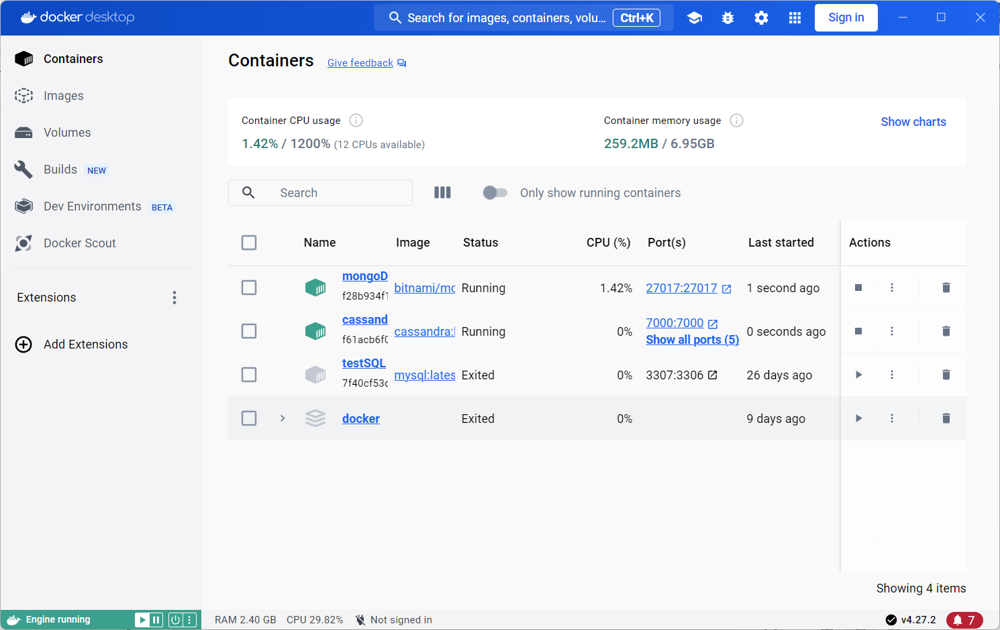 docker desktop
Search for images, containers, volu... Ctrl+K
Sign in
Containers
Images
Volumes
Builds NEW
Dev Environments BETA
Docker Scout
Extensions
Add Extensions
Containers Give feedback
Container CPU usage
1.42% / 1200% (12 CPUs available)
Container memory usage
259.2MB / 6.95GB
Show charts
Search
Only show running containers
Name Image Status CPU (%) Port(s) Last started Actions
mongoD
f28b934f1
bitnami/mo Running 1.42% 27017:27017 1 second ago
cassand
f61acb6f0
cassandra:l Running 0% 7000:7000 0 seconds ago
Show all ports (5)
testSQL
7f40cf53c
mysql:lates Exited 0% 3307:3306 26 days ago
docker Exited 0% 9 days ago
Showing 4 items
Engine running
RAM 2.40 GB CPU 29.82% Not signed in
v4.27.2
7